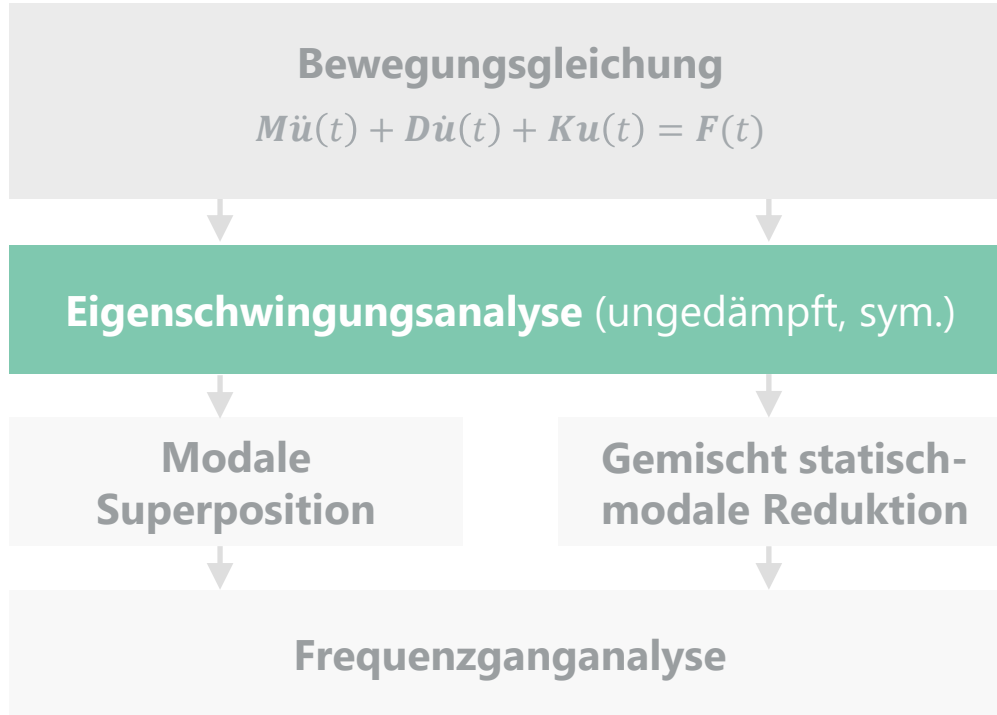 Bewegungsgleichung
Mü(t) + Du̇(t) + Ku(t) = F(t)
Eigenschwingungsanalyse (ungedämpft, sym.)
Modale
Superposition
Gemischt statisch-
modale Reduktion
Frequenzganganalyse